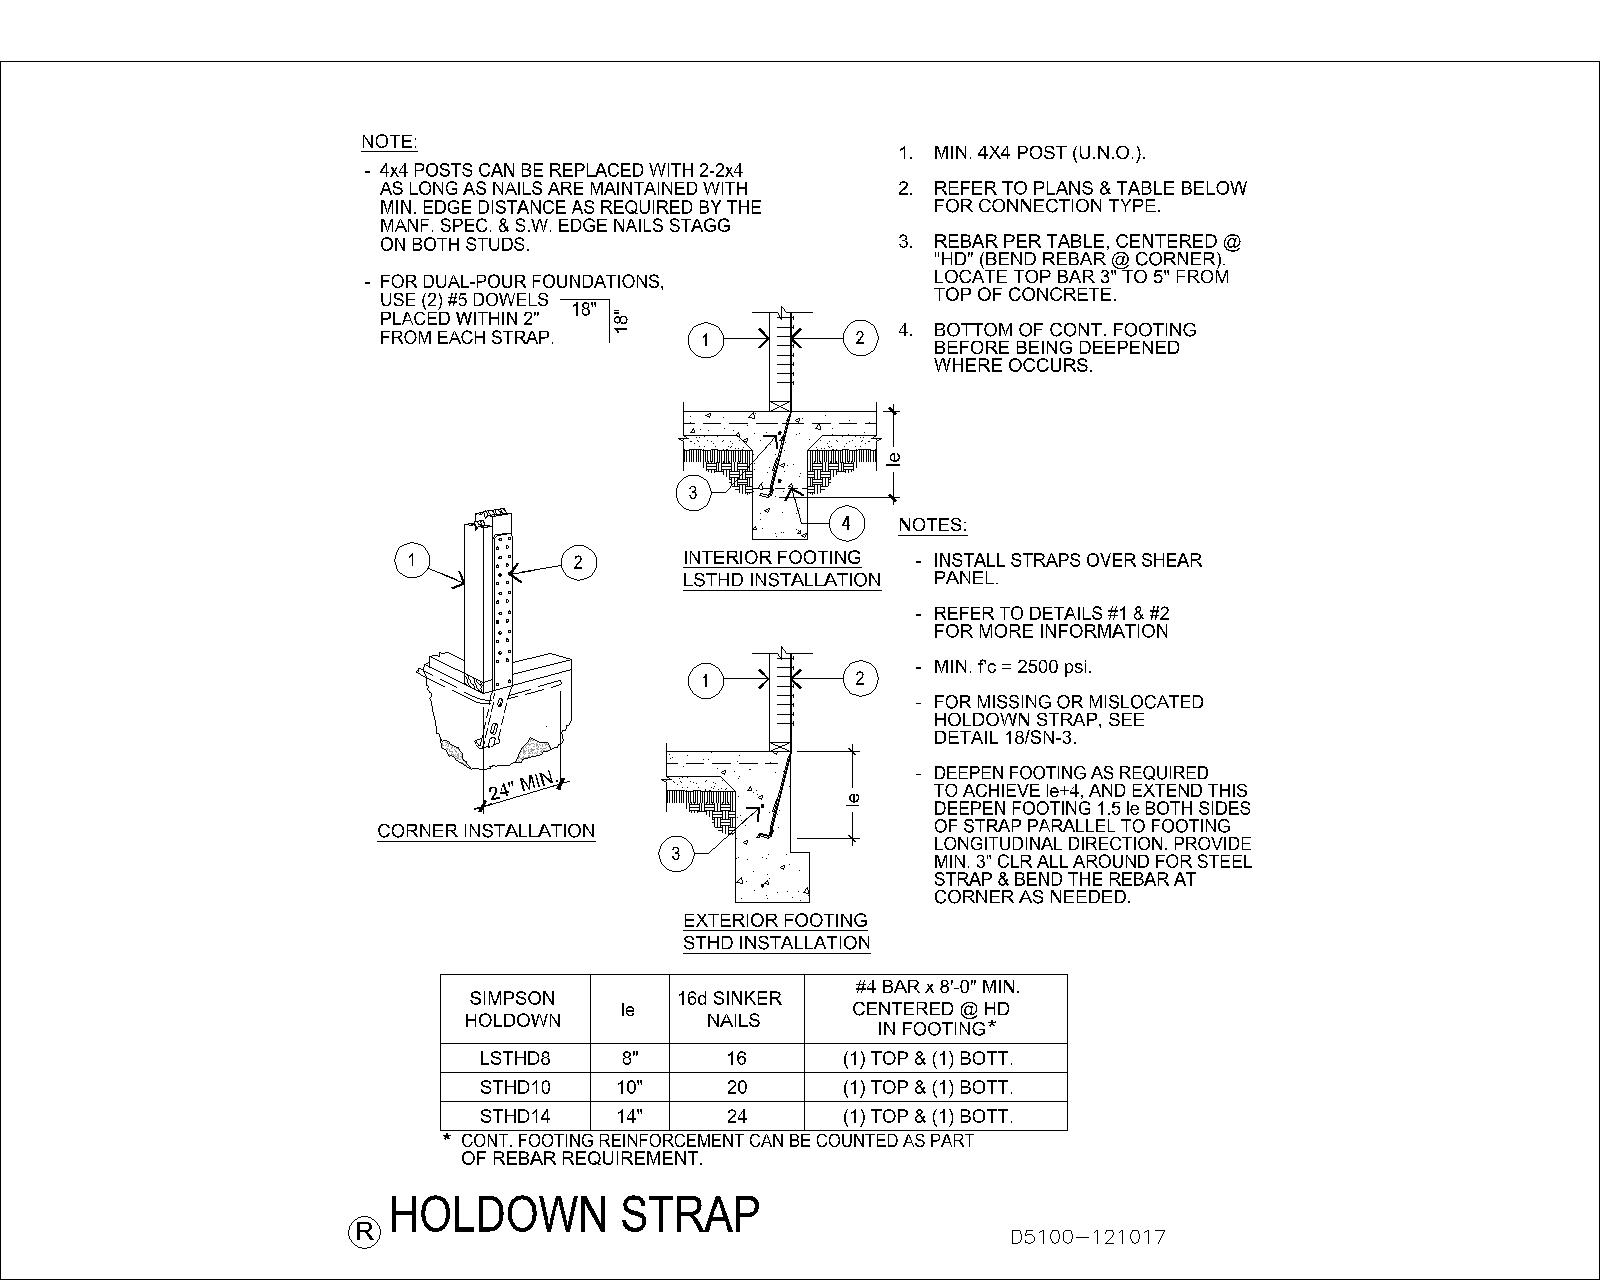 NOTE:
- 4x4 POSTS CAN BE REPLACED WITH 2-2x4
AS LONG AS NAILS ARE MAINTAINED WITH
MIN. EDGE DISTANCE AS REQUIRED BY THE
MANF. SPEC. & S.W. EDGE NAILS STAGG
ON BOTH STUDS.
- FOR DUAL-POUR FOUNDATIONS,
USE (2) #5 DOWELS
PLACED WITHIN 2"
FROM EACH STRAP.
18"
18"
1. MIN. 4X4 POST (U.N.O.).
2. REFER TO PLANS & TABLE BELOW
FOR CONNECTION TYPE.
3. REBAR PER TABLE, CENTERED @
"HD" (BEND REBAR @ CORNER).
LOCATE TOP BAR 3" TO 5" FROM
TOP OF CONCRETE.
4. BOTTOM OF CONT. FOOTING
BEFORE BEING DEEPENED
WHERE OCCURS.
1
2
le
3
4
INTERIOR FOOTING
LSTHD INSTALLATION
1
2
24" MIN.
CORNER INSTALLATION
1
2
le
3
EXTERIOR FOOTING
STHD INSTALLATION
NOTES:
- INSTALL STRAPS OVER SHEAR
PANEL.
- REFER TO DETAILS #1 & #2
FOR MORE INFORMATION
- MIN. f'c = 2500 psi.
- FOR MISSING OR MISLOCATED
HOLDOWN STRAP, SEE
DETAIL 18/SN-3.
- DEEPEN FOOTING AS REQUIRED
TO ACHIEVE le+4, AND EXTEND THIS
DEEPEN FOOTING 1.5 le BOTH SIDES
OF STRAP PARALLEL TO FOOTING
LONGITUDINAL DIRECTION. PROVIDE
MIN. 3" CLR ALL AROUND FOR STEEL
STRAP & BEND THE REBAR AT
CORNER AS NEEDED.
SIMPSON
HOLDOWN
le
16d SINKER
NAILS
#4 BAR x 8'-0" MIN.
CENTERED @ HD
IN FOOTING*
LSTHD8 8" 16 (1) TOP & (1) BOTT.
STHD10 10" 20 (1) TOP & (1) BOTT.
STHD14 14" 24 (1) TOP & (1) BOTT.
* CONT. FOOTING REINFORCEMENT CAN BE COUNTED AS PART
OF REBAR REQUIREMENT.
R HOLDOWN STRAP
D5100-121017